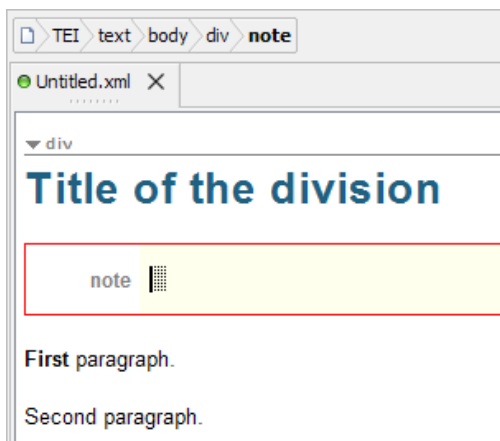 TEI text body div note
Untitled.xml
div
Title of the division
note
First paragraph.
Second paragraph.